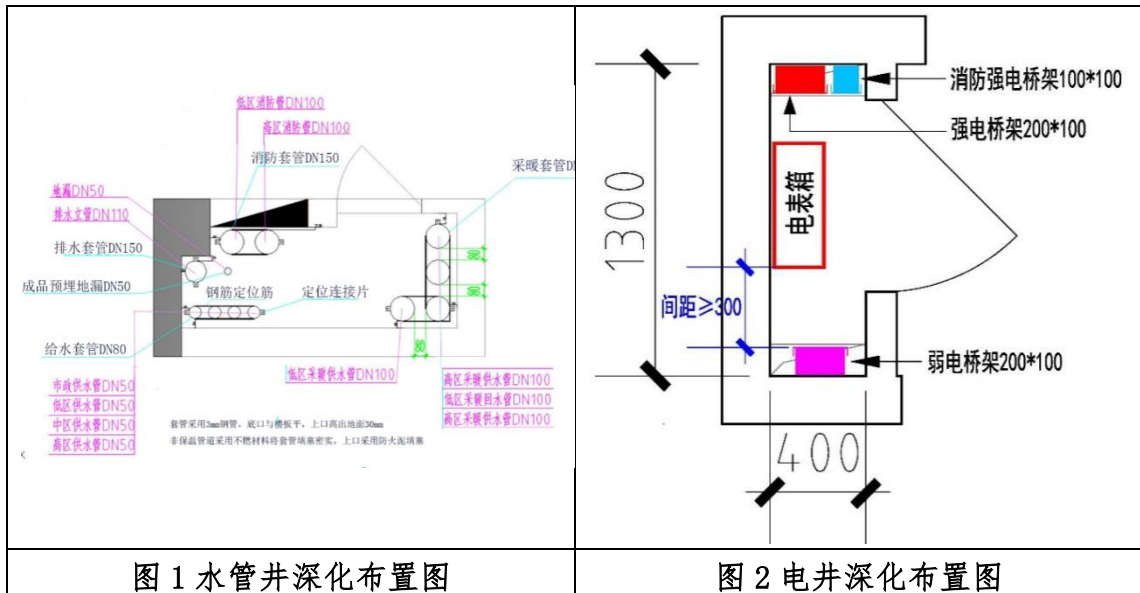 低区消防管DN100
高区消防管DN100
消防套管DN150
采暖套管D
地漏DN50
排水立管DN110
排水套管DN150
成品预埋地漏DN50
钢筋定位筋
定位连接片
80
80
80
给水套管DN80
市政供水管DN50
低区供水管DN50
中区供水管DN50
高区供水管DN50
低区采暖供水管DN100
高区采暖供水管DN100
低区采暖回水管DN100
高区采暖供水管DN100
套管采用3mm钢管、底口与楼板平，上口高出地面30mm
非保温管道采用不燃材料将套管填塞密实，上口采用防火泥填塞
图1水管井深化布置图
消防强电桥架100*100
强电桥架200*100
电表箱
1300
间距≥300
弱电桥架200*100
400
图2电井深化布置图